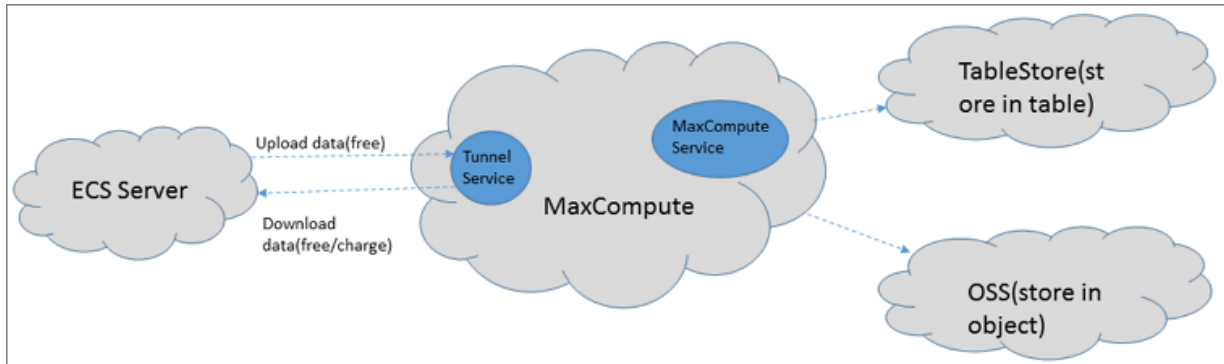 ECS Server
Upload data(free)
Download
data(free/charge)
Tunnel
Service
MaxCompute
Service
MaxCompute
TableStore(st
ore in table)
OSS(store in
object)